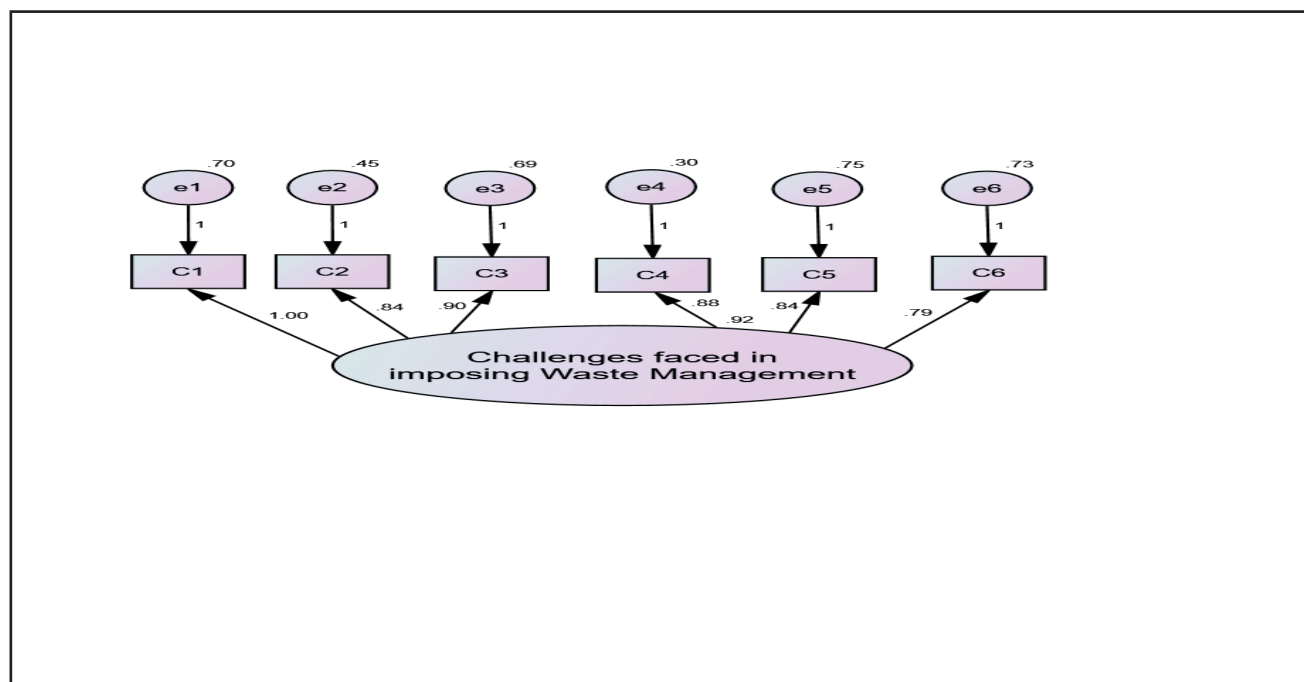 .70 .45 .69 .30 .75 .73
e1 e2 e3 e4 e5 e6
1 1 1 1 1 1
C1 C2 C3 C4 C5 C6
1.00 .84 .90 .88 .92 .84 .79
Challenges faced in
imposing Waste Management